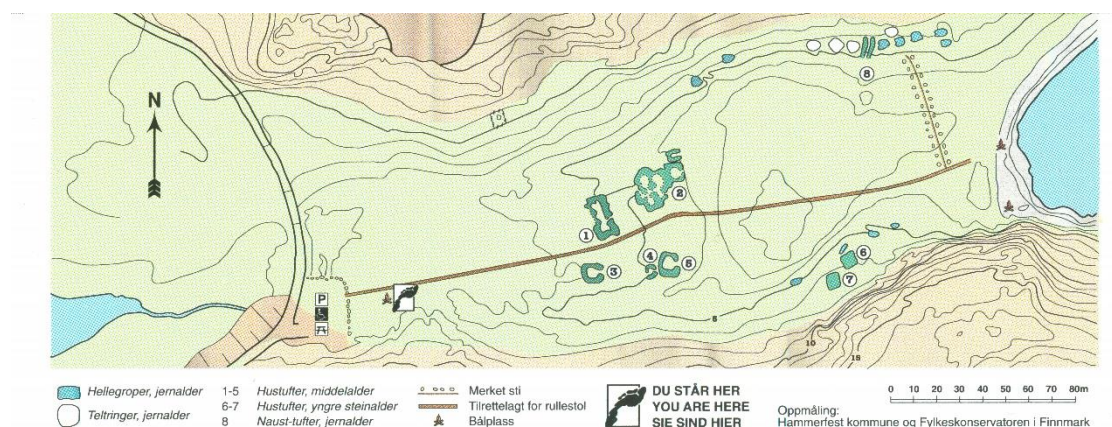 N
8
2
1
3
4
5
6
7
P
5
10
15
Hellegroper, jernalder
Teltringer, jernalder
1-5 Hustufter, middelalder
6-7 Hustufter, yngre steinalder
8 Naust-tufter, jernalder
Merket sti
Tilrettelagt for rullestol
Bålplass
DU STÅR HER
YOU ARE HERE
SIE SIND HIER
0 10 20 30 40 50 60 70 80m
Oppmåling:
Hammerfest kommune og Fylkeskonservatoren i Finnmark